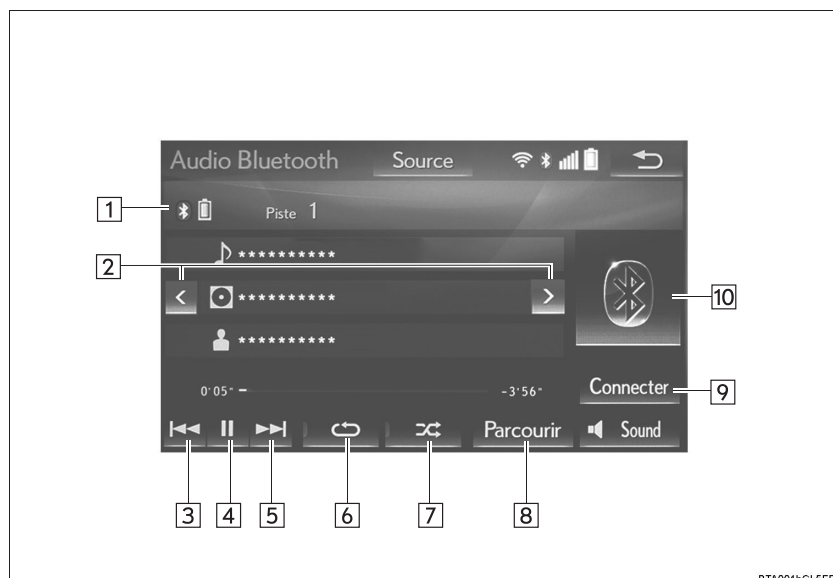 Audio Bluetooth Source
1
Piste 1
**********
2
**********
10
**********
0'05" -3'56"
Connecter
9
Parcourir Sound
3 4 5 6 7 8